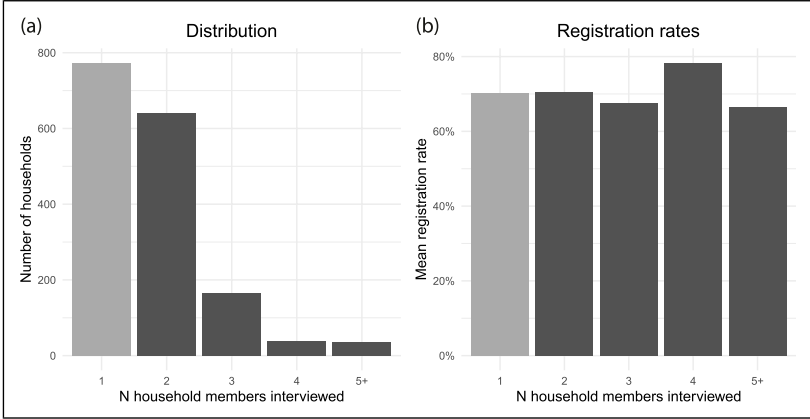 (a)
Distribution
Number of households
800
600
400
200
0
1 2 3 4 5+
N household members interviewed
(b)
Registration rates
Mean registration rate
80%
60%
40%
20%
0%
1 2 3 4 5+
N household members interviewed